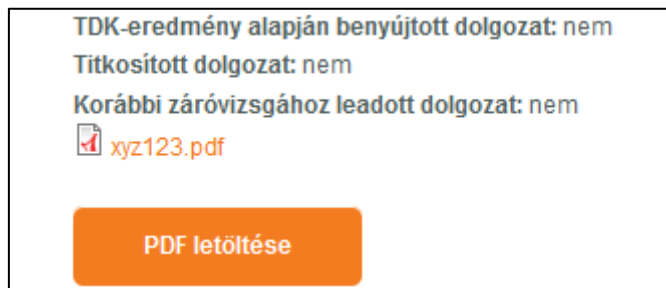 TDK-eredmény alapján benyújtott dolgozat: nem
Titkosított dolgozat: nem
Korábbi záróvizsgához leadott dolgozat: nem
xyz123.pdf
PDF letöltése